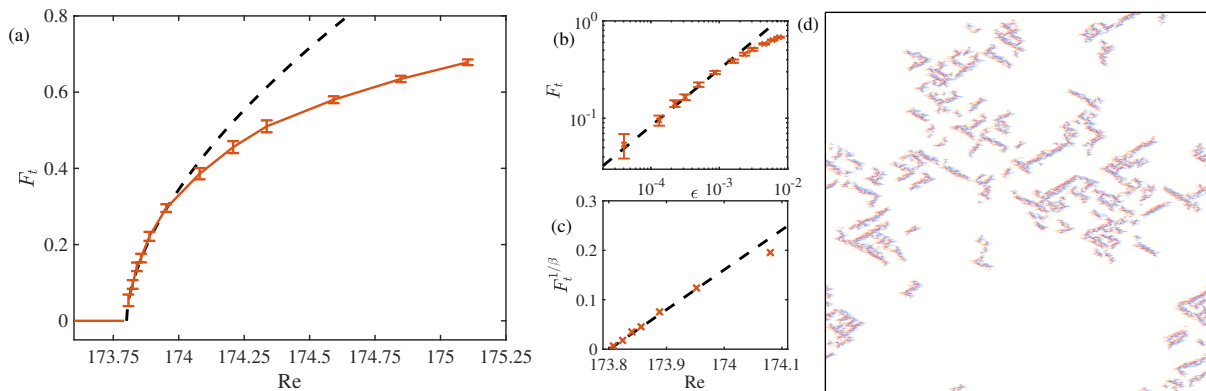 (a)
0.8
0.6
0.4
0.2
0
F_t
173.75 174 174.25 174.5 174.75 175 175.25
Re
(b)
10^0
10^-1
F_t
10^-4 10^-3 10^-2
ϵ
(c)
0.3
0.2
0.1
0
F_t^{1/β}
173.8 173.9 174 174.1
Re
(d)